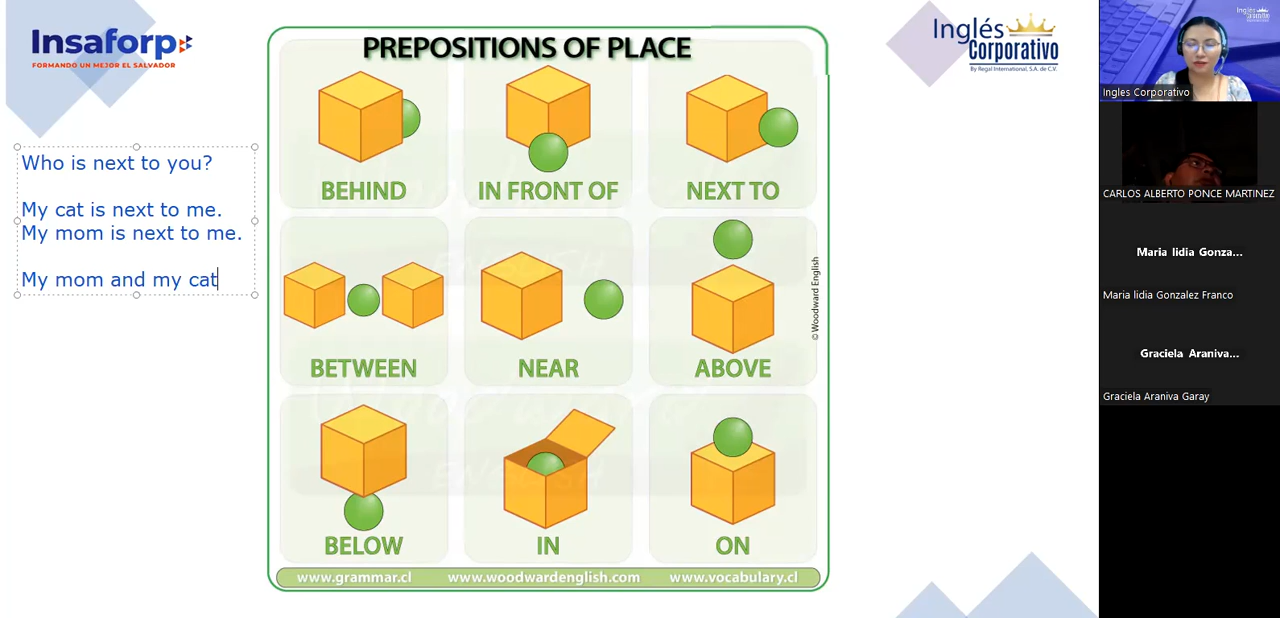 Insaforp
FORMANDO UN MEJOR EL SALVADOR
PREPOSITIONS OF PLACE
Inglés
Corporativo
By Regal International, S.A. de C.V.
Who is next to you?
My cat is next to me.
My mom is next to me.
My mom and my cat
BEHIND
IN FRONT OF
NEXT TO
BETWEEN
NEAR
ABOVE
BELOW
IN
ON
© Woodward English
www.grammar.cl www.woodwardenglish.com www.vocabulary.cl
Ingles Corporativo
CARLOS ALBERTO PONCE MARTINEZ
Maria lidia Gonza...
Maria lidia Gonzalez Franco
Graciela Araniva...
Graciela Araniva Garay